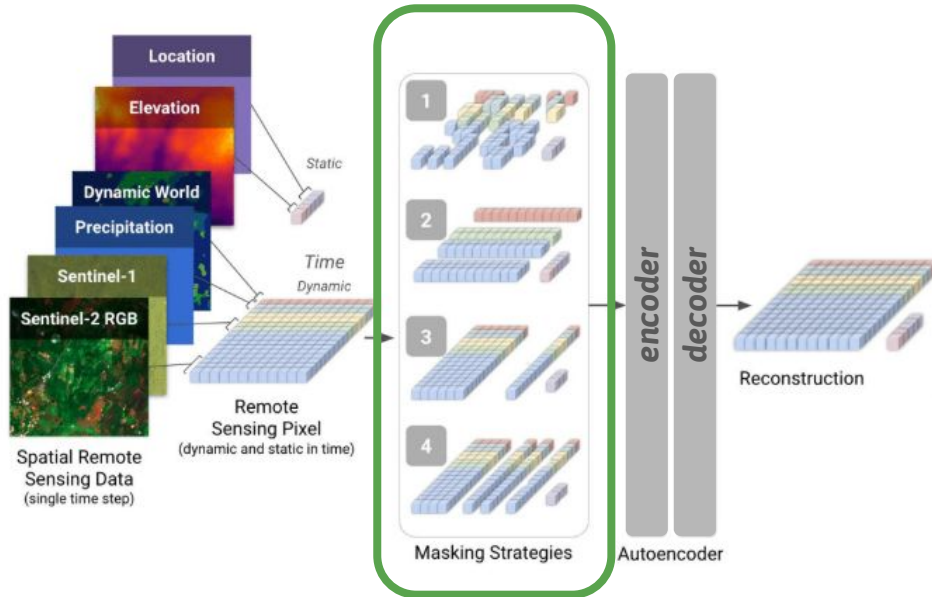 Location
Elevation
Dynamic World
Precipitation
Sentinel-1
Sentinel-2 RGB
Spatial Remote
Sensing Data
(single time step)
Static
Time
Dynamic
Remote
Sensing Pixel
(dynamic and static in time)
1
2
3
4
Masking Strategies
encoder
decoder
Autoencoder
Reconstruction